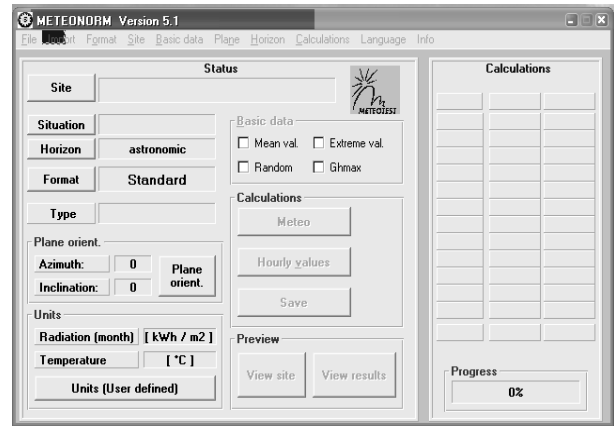 METEONORM Version 5.1
File Import Format Site Basic data Plane Horizon Calculations Language Info
Status
Site
METEOTEST
Situation
Horizon astronomic
Format Standard
Type
Plane orient.
Azimuth: 0
Inclination: 0
Plane orient.
Units
Radiation (month) [ kWh / m2 ]
Temperature [ °C ]
Units (User defined)
Basic data
Mean val. Extreme val.
Random Ghmax
Calculations
Meteo
Hourly values
Save
Preview
View site View results
Calculations
Progress
0%